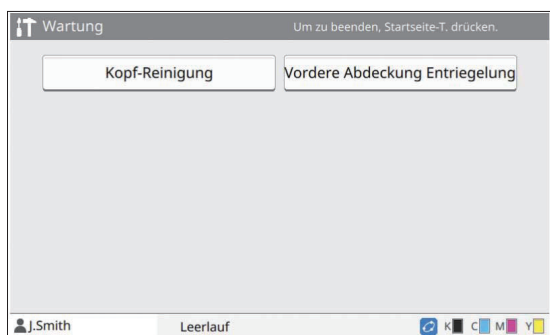 Wartung Um zu beenden, Startseite-T. drücken.
Kopf-Reinigung Vordere Abdeckung Entriegelung
J.Smith Leerlauf K C M Y